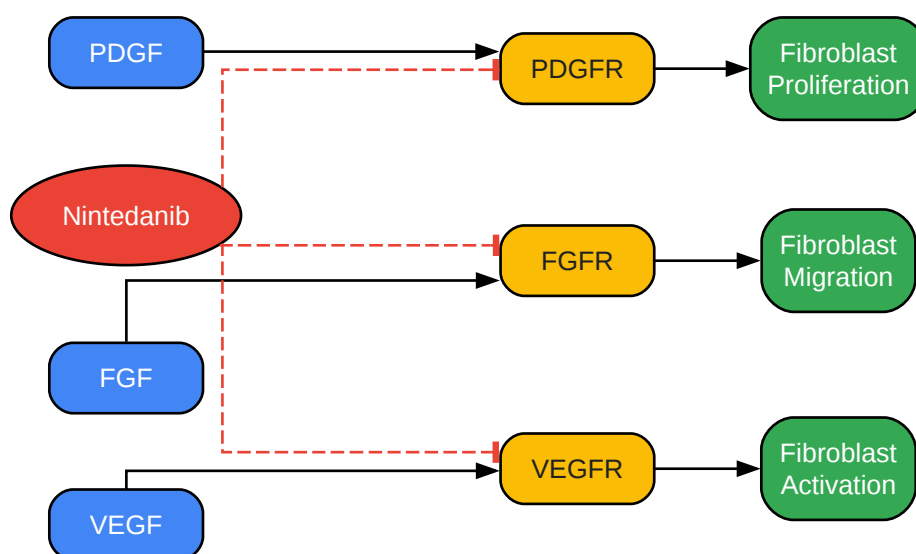 PDGF
PDGFR
Fibroblast
Proliferation
Nintedanib
FGFR
Fibroblast
Migration
FGF
VEGFR
Fibroblast
Activation
VEGF